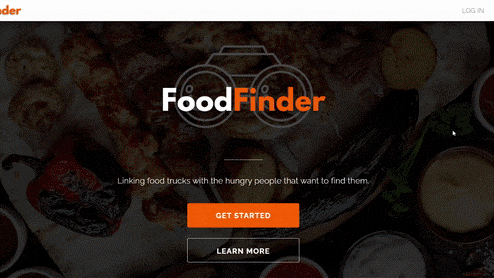 nder
LOG IN
FoodFinder
Linking food trucks with the hungry people that want to find them.
GET STARTED
LEARN MORE